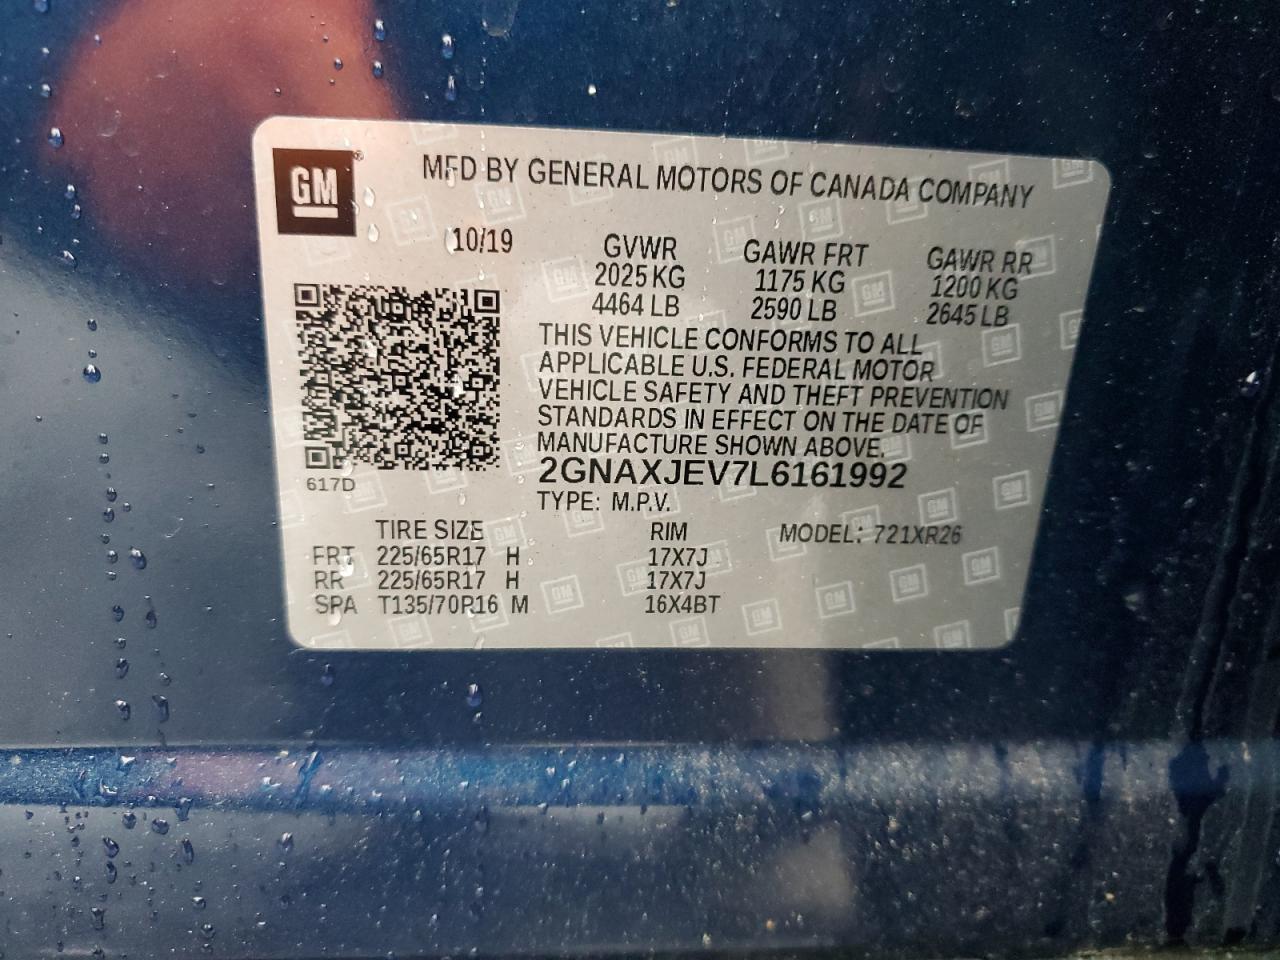 GM
MFD BY GENERAL MOTORS OF CANADA COMPANY
10/19 GVWR GAWR FRT GAWR RR
2025 KG 1175 KG 1200 KG
4464 LB 2590 LB 2645 LB
THIS VEHICLE CONFORMS TO ALL
APPLICABLE U.S. FEDERAL MOTOR
VEHICLE SAFETY AND THEFT PREVENTION
STANDARDS IN EFFECT ON THE DATE OF
MANUFACTURE SHOWN ABOVE.
2GNAXJEV7L6161992
617D
TYPE: M.P.V.
TIRE SIZE RIM MODEL: 721XR26
FRT 225/65R17 H 17X7J
RR 225/65R17 H 17X7J
SPA T135/70R16 M 16X4BT